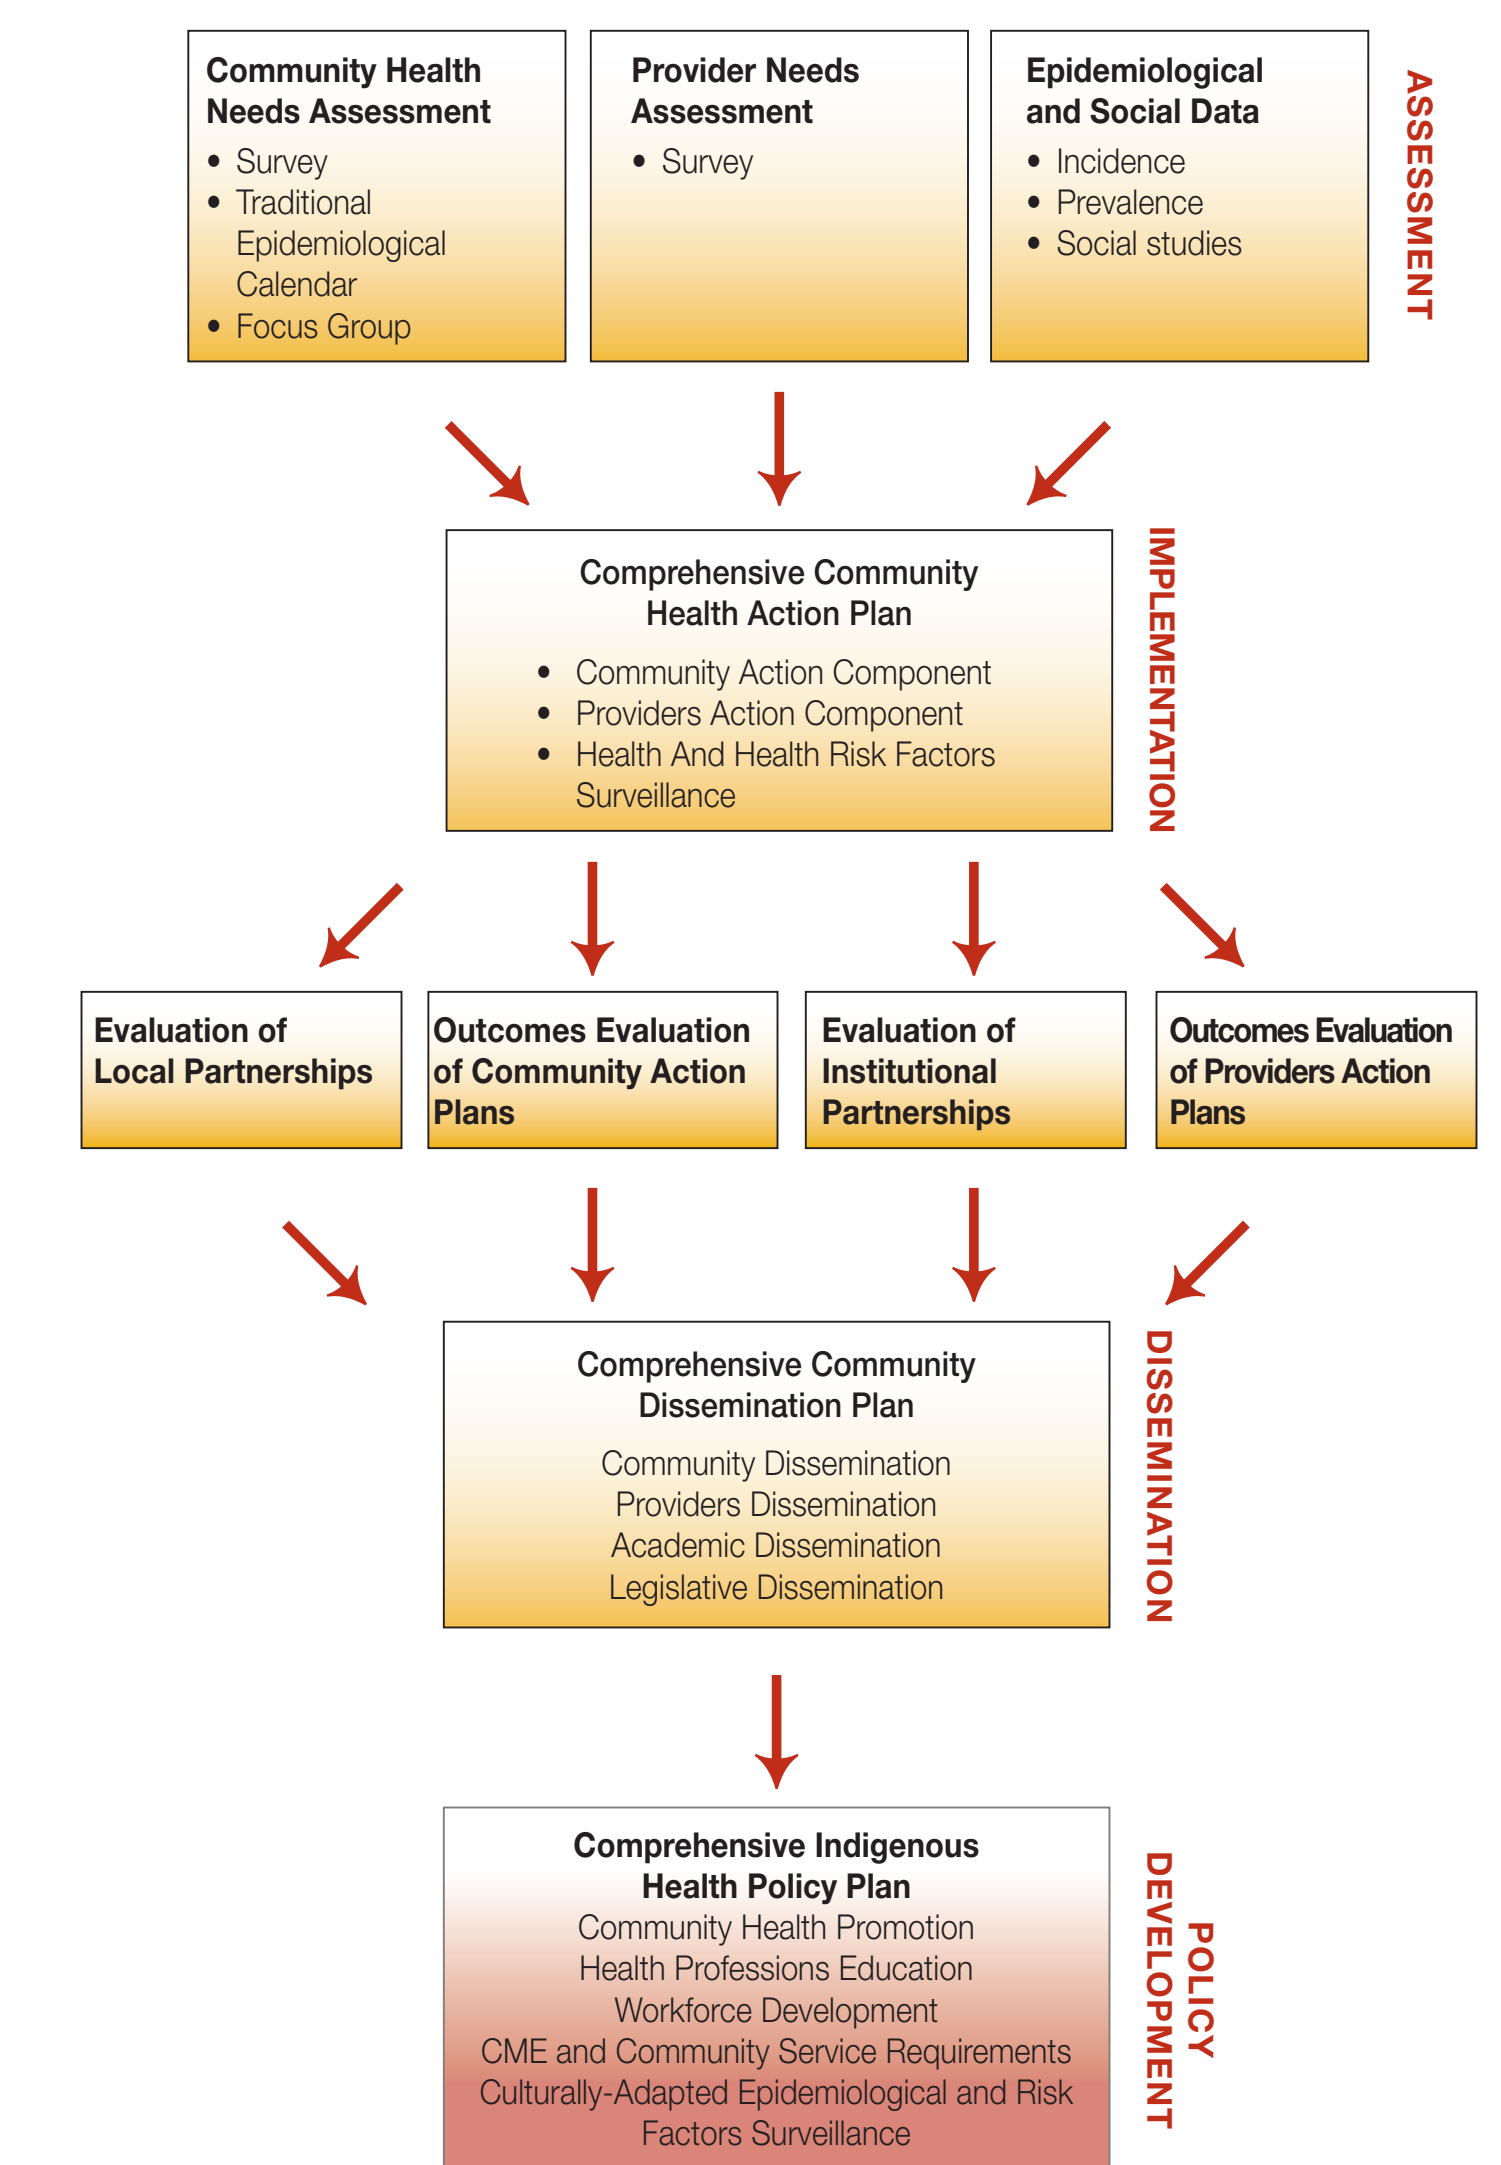 Community Health
Needs Assessment
• Survey
• Traditional
Epidemiological
Calendar
• Focus Group
Provider Needs
Assessment
• Survey
Epidemiological
and Social Data
• Incidence
• Prevalence
• Social studies
ASSESSMENT
Comprehensive Community
Health Action Plan
• Community Action Component
• Providers Action Component
• Health And Health Risk Factors
Surveillance
IMPLEMENTATION
Evaluation of
Local Partnerships
Outcomes Evaluation
of Community Action
Plans
Evaluation of
Institutional
Partnerships
Outcomes Evaluation
of Providers Action
Plans
Comprehensive Community
Dissemination Plan
Community Dissemination
Providers Dissemination
Academic Dissemination
Legislative Dissemination
DISSEMINATION
Comprehensive Indigenous
Health Policy Plan
Community Health Promotion
Health Professions Education
Workforce Development
CME and Community Service Requirements
Culturally-Adapted Epidemiological and Risk
Factors Surveillance
POLICY
DEVELOPMENT